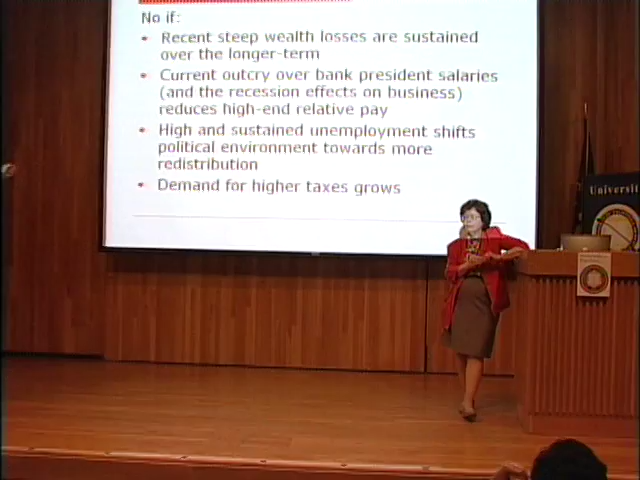 No if:
• Recent steep wealth losses are sustained
over the longer-term
• Current outcry over bank president salaries
(and the recession effects on business)
reduces high-end relative pay
• High and sustained unemployment shifts
political environment towards more
redistribution
• Demand for higher taxes grows
Universit